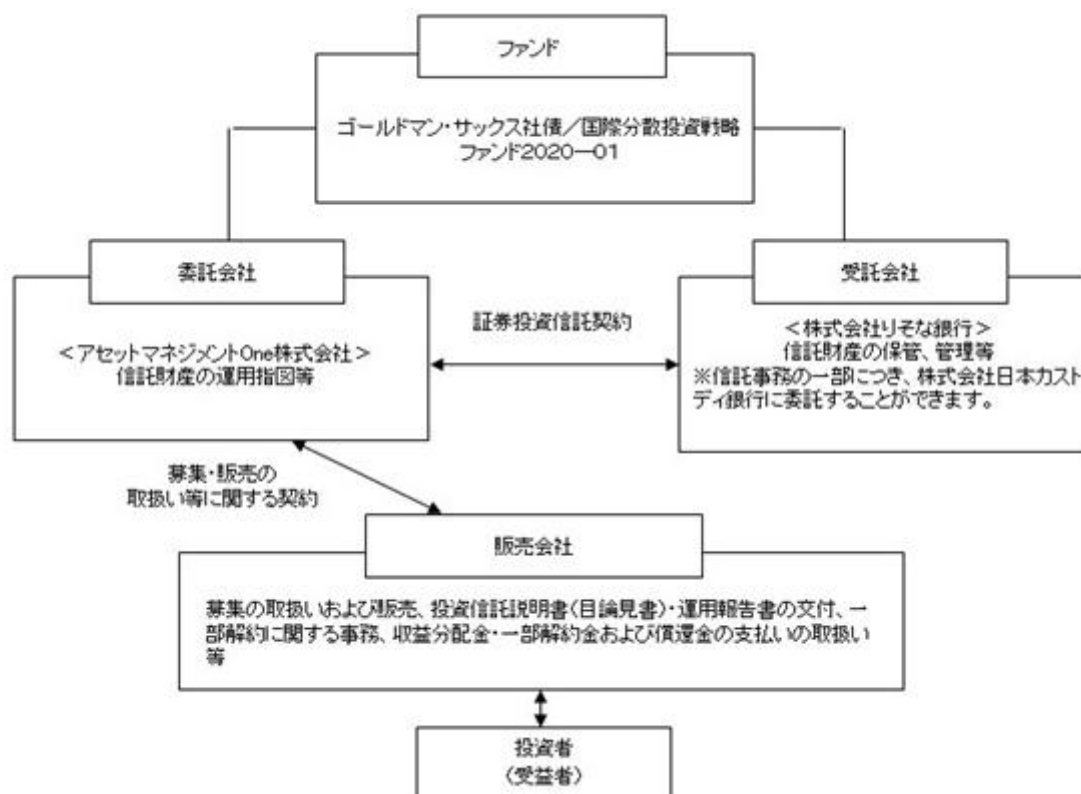 ファンド
ゴールドマン・サックス社債／国際分散投資戦略
ファンド2020－01
委託会社
＜アセットマネジメントOne株式会社＞
信託財産の運用指図等
証券投資信託契約
受託会社
＜株式会社りそな銀行＞
信託財産の保管、管理等
※信託事務の一部につき、株式会社日本カスト
ディ銀行に委託することができます。
募集・販売の
取扱い等に関する契約
販売会社
募集の取扱いおよび販売、投資信託説明書（目論見書）・運用報告書の交付、一
部解約に関する事務、収益分配金・一部解約金および償還金の支払いの取扱い
等
投資者
（受益者）